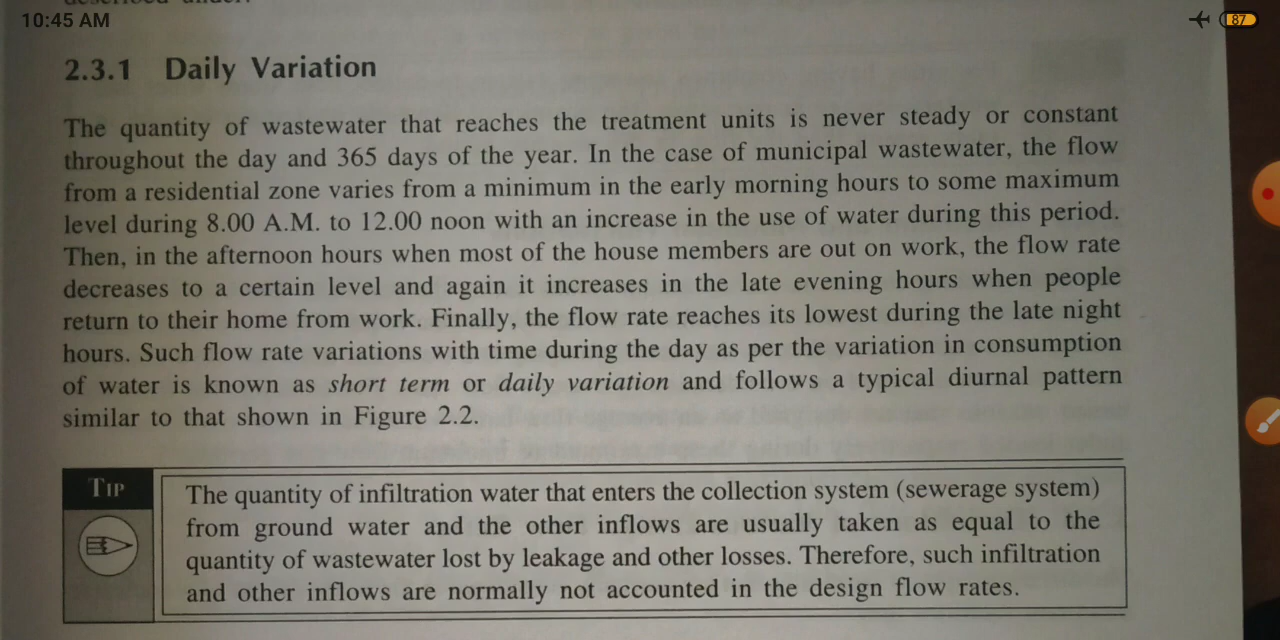 10:45 AM
87
2.3.1 Daily Variation
The quantity of wastewater that reaches the treatment units is never steady or constant
throughout the day and 365 days of the year. In the case of municipal wastewater, the flow
from a residential zone varies from a minimum in the early morning hours to some maximum
level during 8.00 A.M. to 12.00 noon with an increase in the use of water during this period.
Then, in the afternoon hours when most of the house members are out on work, the flow rate
decreases to a certain level and again it increases in the late evening hours when people
return to their home from work. Finally, the flow rate reaches its lowest during the late night
hours. Such flow rate variations with time during the day as per the variation in consumption
of water is known as short term or daily variation and follows a typical diurnal pattern
similar to that shown in Figure 2.2.
TIP
The quantity of infiltration water that enters the collection system (sewerage system)
from ground water and the other inflows are usually taken as equal to the
quantity of wastewater lost by leakage and other losses. Therefore, such infiltration
and other inflows are normally not accounted in the design flow rates.